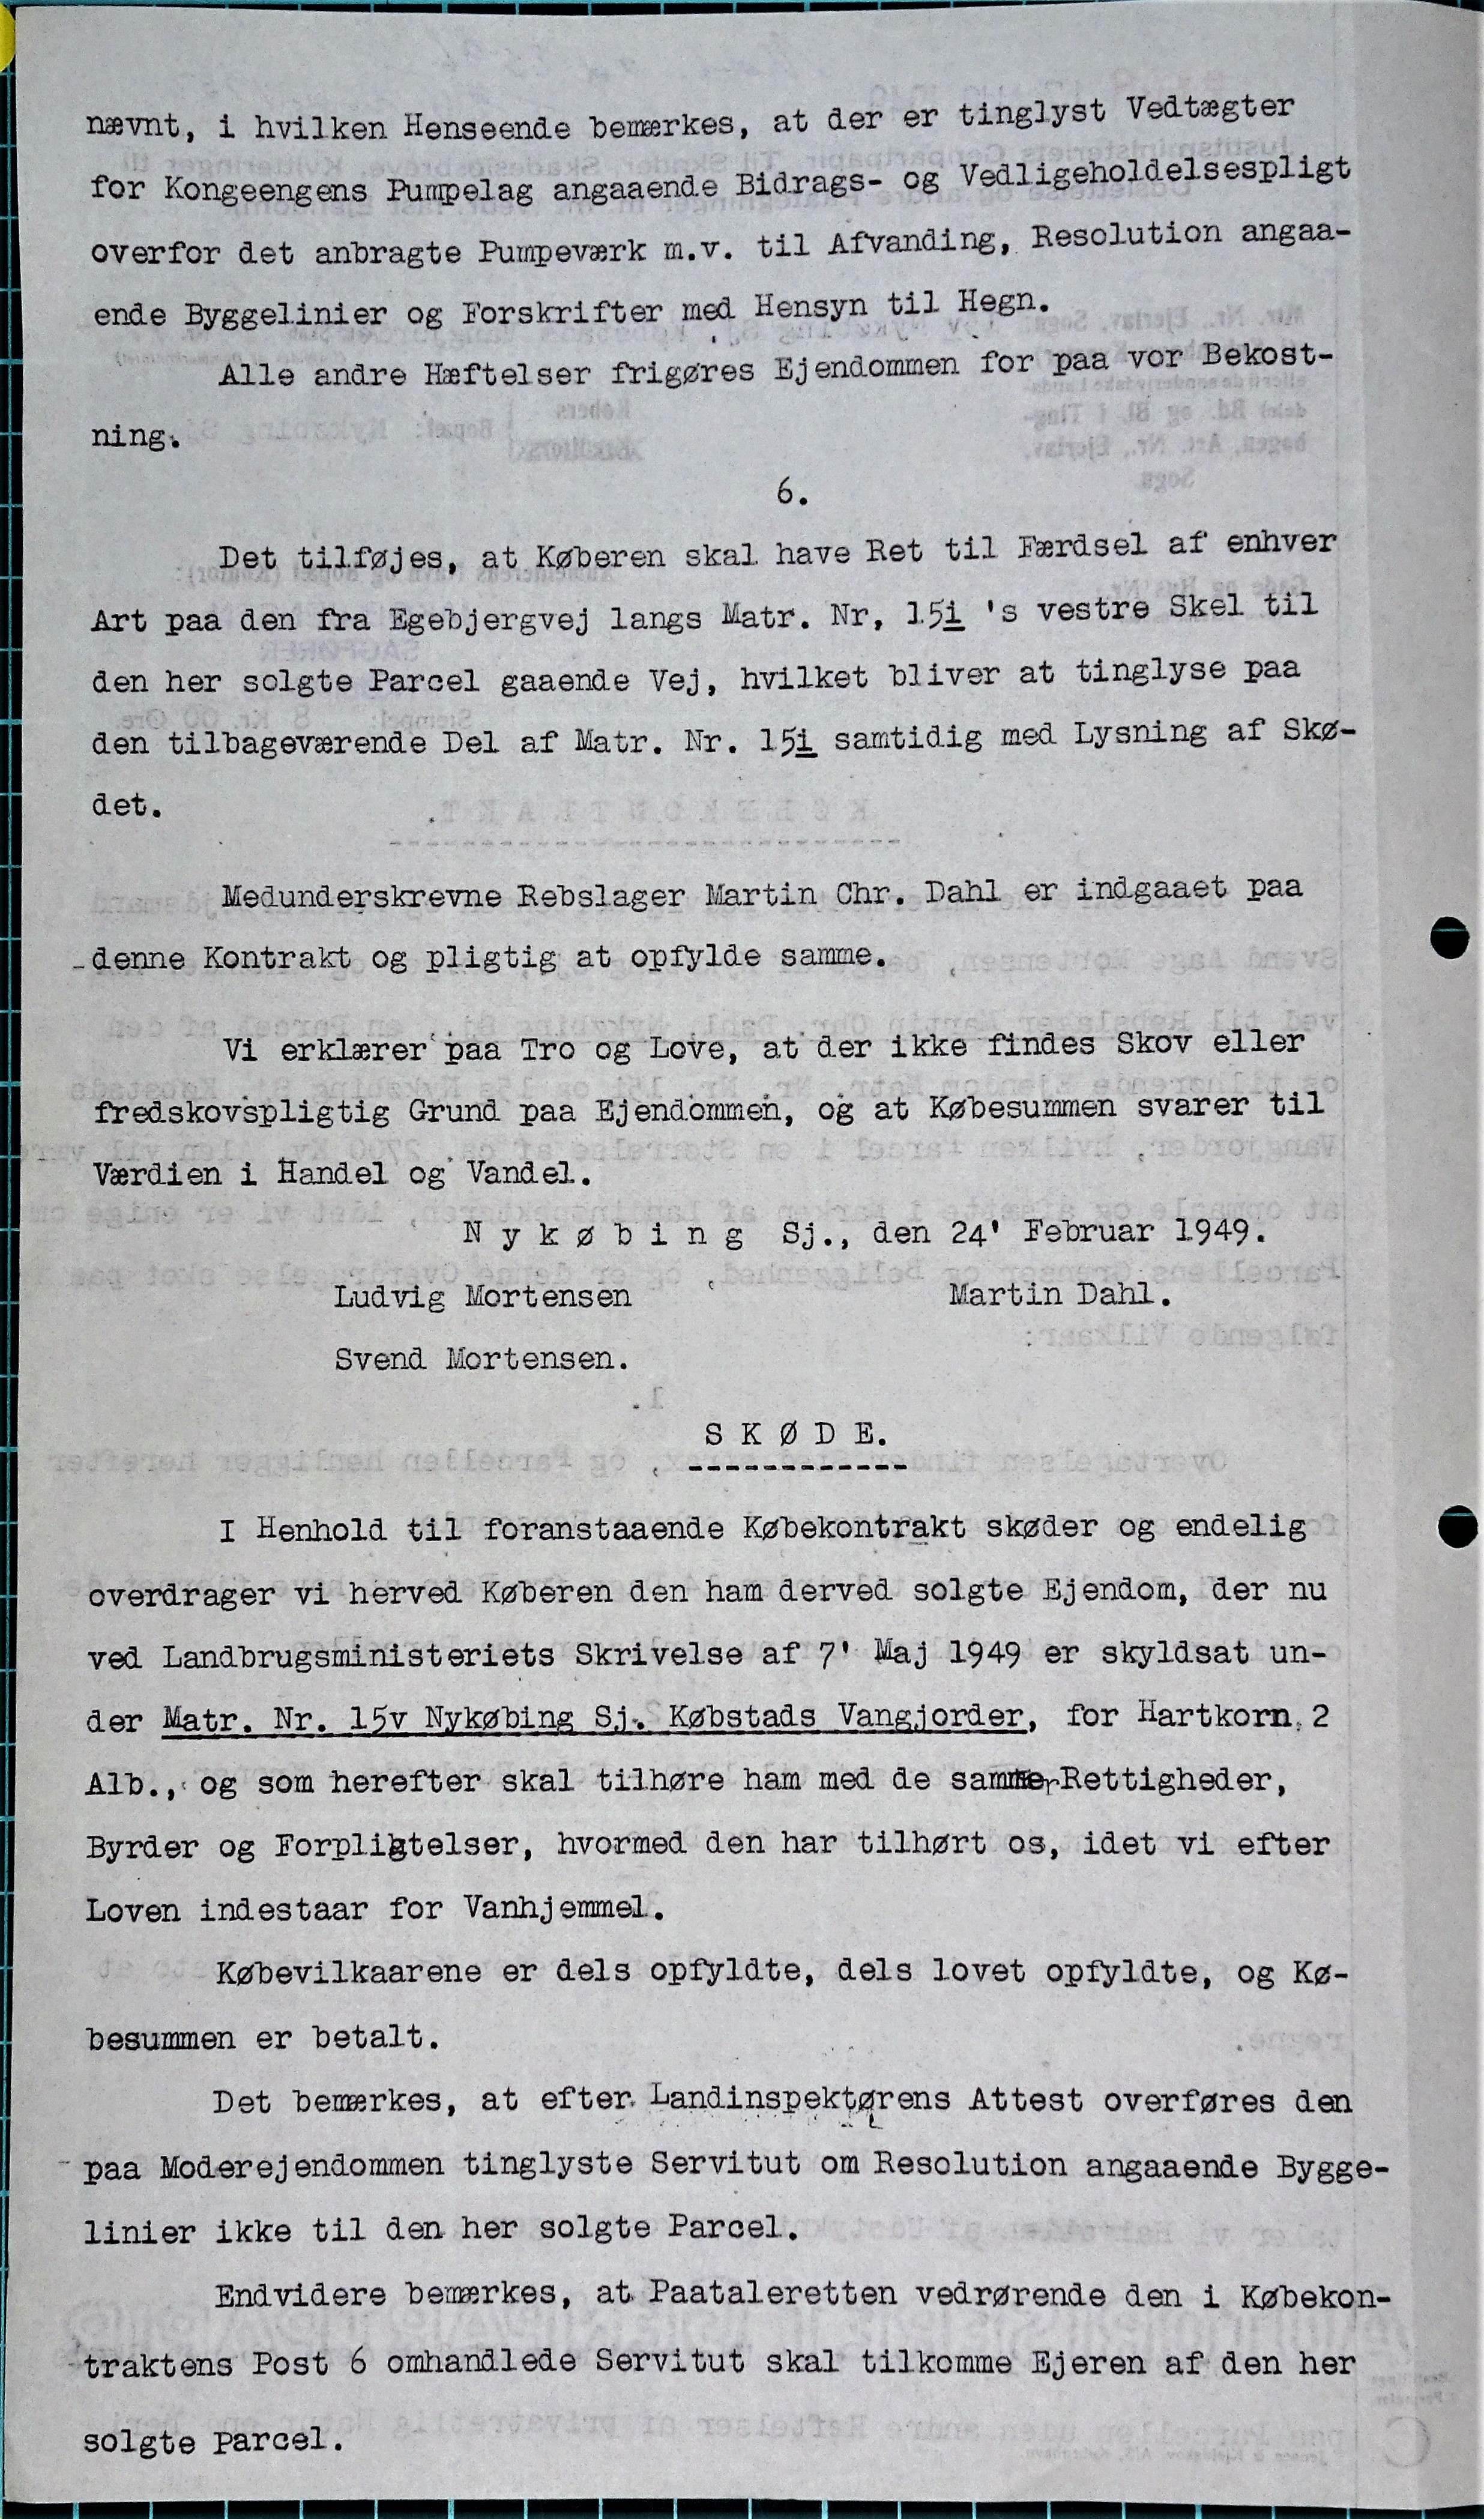 nævnt, i hvilken Henseende bemærkes, at der er tinglyst Vedtægter
for Kongeengens Pumpelag angaaende Bidrags- og Vedligeholdelsespligt
overfor det anbragte Pumpeværk m.v. til Afvanding, Resolution angaa-
ende Byggelinier og Forskrifter med Hensyn til Hegn.
Alle andre Hæftelser frigøres Ejendommen for paa vor Bekost-
ning.
6.
Det tilføjes, at Køberen skal have Ret til Færdsel af enhver
Art paa den fra Egebjergvej langs Matr. Nr, 15i 's vestre Skel til
den her solgte Parcel gaaende Vej, hvilket bliver at tinglyse paa
den tilbageværende Del af Matr. Nr. 15i samtidig med Lysning af Skø-
det.
Medunderskrevne Rebslager Martin Chr. Dahl er indgaaet paa
denne Kontrakt og pligtig at opfylde samme.
Vi erklærer paa Tro og Love, at der ikke findes Skov eller
fredskovspligtig Grund paa Ejendommen, og at Købesummen svarer til
Værdien i Handel og Vandel.
N y k ø b i n g Sj., den 24' Februar 1949.
Ludvig Mortensen Martin Dahl.
Svend Mortensen.
S K Ø D E.
------------
I Henhold til foranstaaende Købekontrakt skøder og endelig
overdrager vi herved Køberen den ham derved solgte Ejendom, der nu
ved Landbrugsministeriets Skrivelse af 7' Maj 1949 er skyldsat un-
der Matr. Nr. 15v Nykøbing Sj. Købstads Vangjorder, for Hartkorn 2
Alb., og som herefter skal tilhøre ham med de samme Rettigheder,
Byrder og Forpligtelser, hvormed den har tilhørt os, idet vi efter
Loven indestaar for Vanhjemmel.
Købevilkaarene er dels opfyldte, dels lovet opfyldte, og Kø-
besummen er betalt.
Det bemærkes, at efter Landinspektørens Attest overføres den
paa Moderejendommen tinglyste Servitut om Resolution angaaende Bygge-
linier ikke til den her solgte Parcel.
Endvidere bemærkes, at Paataleretten vedrørende den i Købekon-
traktens Post 6 omhandlede Servitut skal tilkomme Ejeren af den her
solgte Parcel.